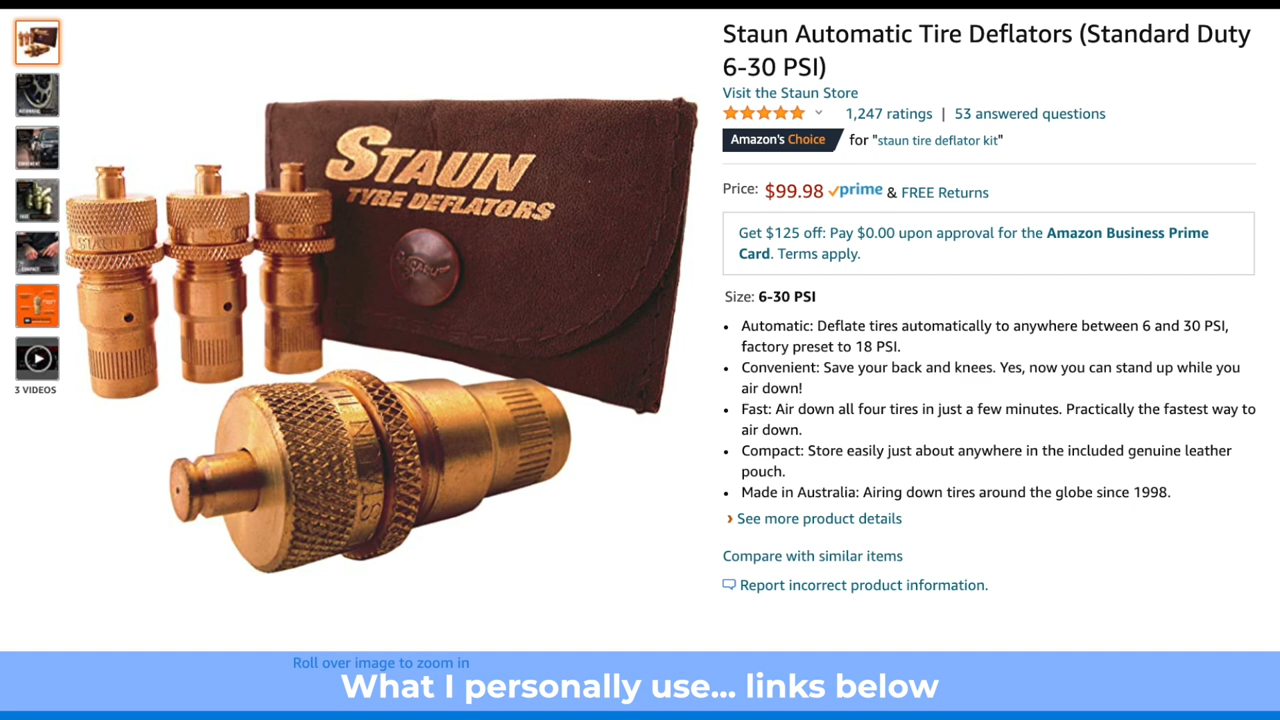 Staun Automatic Tire Deflators (Standard Duty
6-30 PSI)
Visit the Staun Store
1,247 ratings | 53 answered questions
Amazon's Choice for "staun tire deflator kit"
Price: $99.98 prime & FREE Returns
Get $125 off: Pay $0.00 upon approval for the Amazon Business Prime
Card. Terms apply.
Size: 6-30 PSI
• Automatic: Deflate tires automatically to anywhere between 6 and 30 PSI,
factory preset to 18 PSI.
• Convenient: Save your back and knees. Yes, now you can stand up while you
air down!
• Fast: Air down all four tires in just a few minutes. Practically the fastest way to
air down.
• Compact: Store easily just about anywhere in the included genuine leather
pouch.
• Made in Australia: Airing down tires around the globe since 1998.
› See more product details
Compare with similar items
Report incorrect product information.
STAUN
TYRE DEFLATORS
3 VIDEOS
Roll over image to zoom in
What I personally use... links below